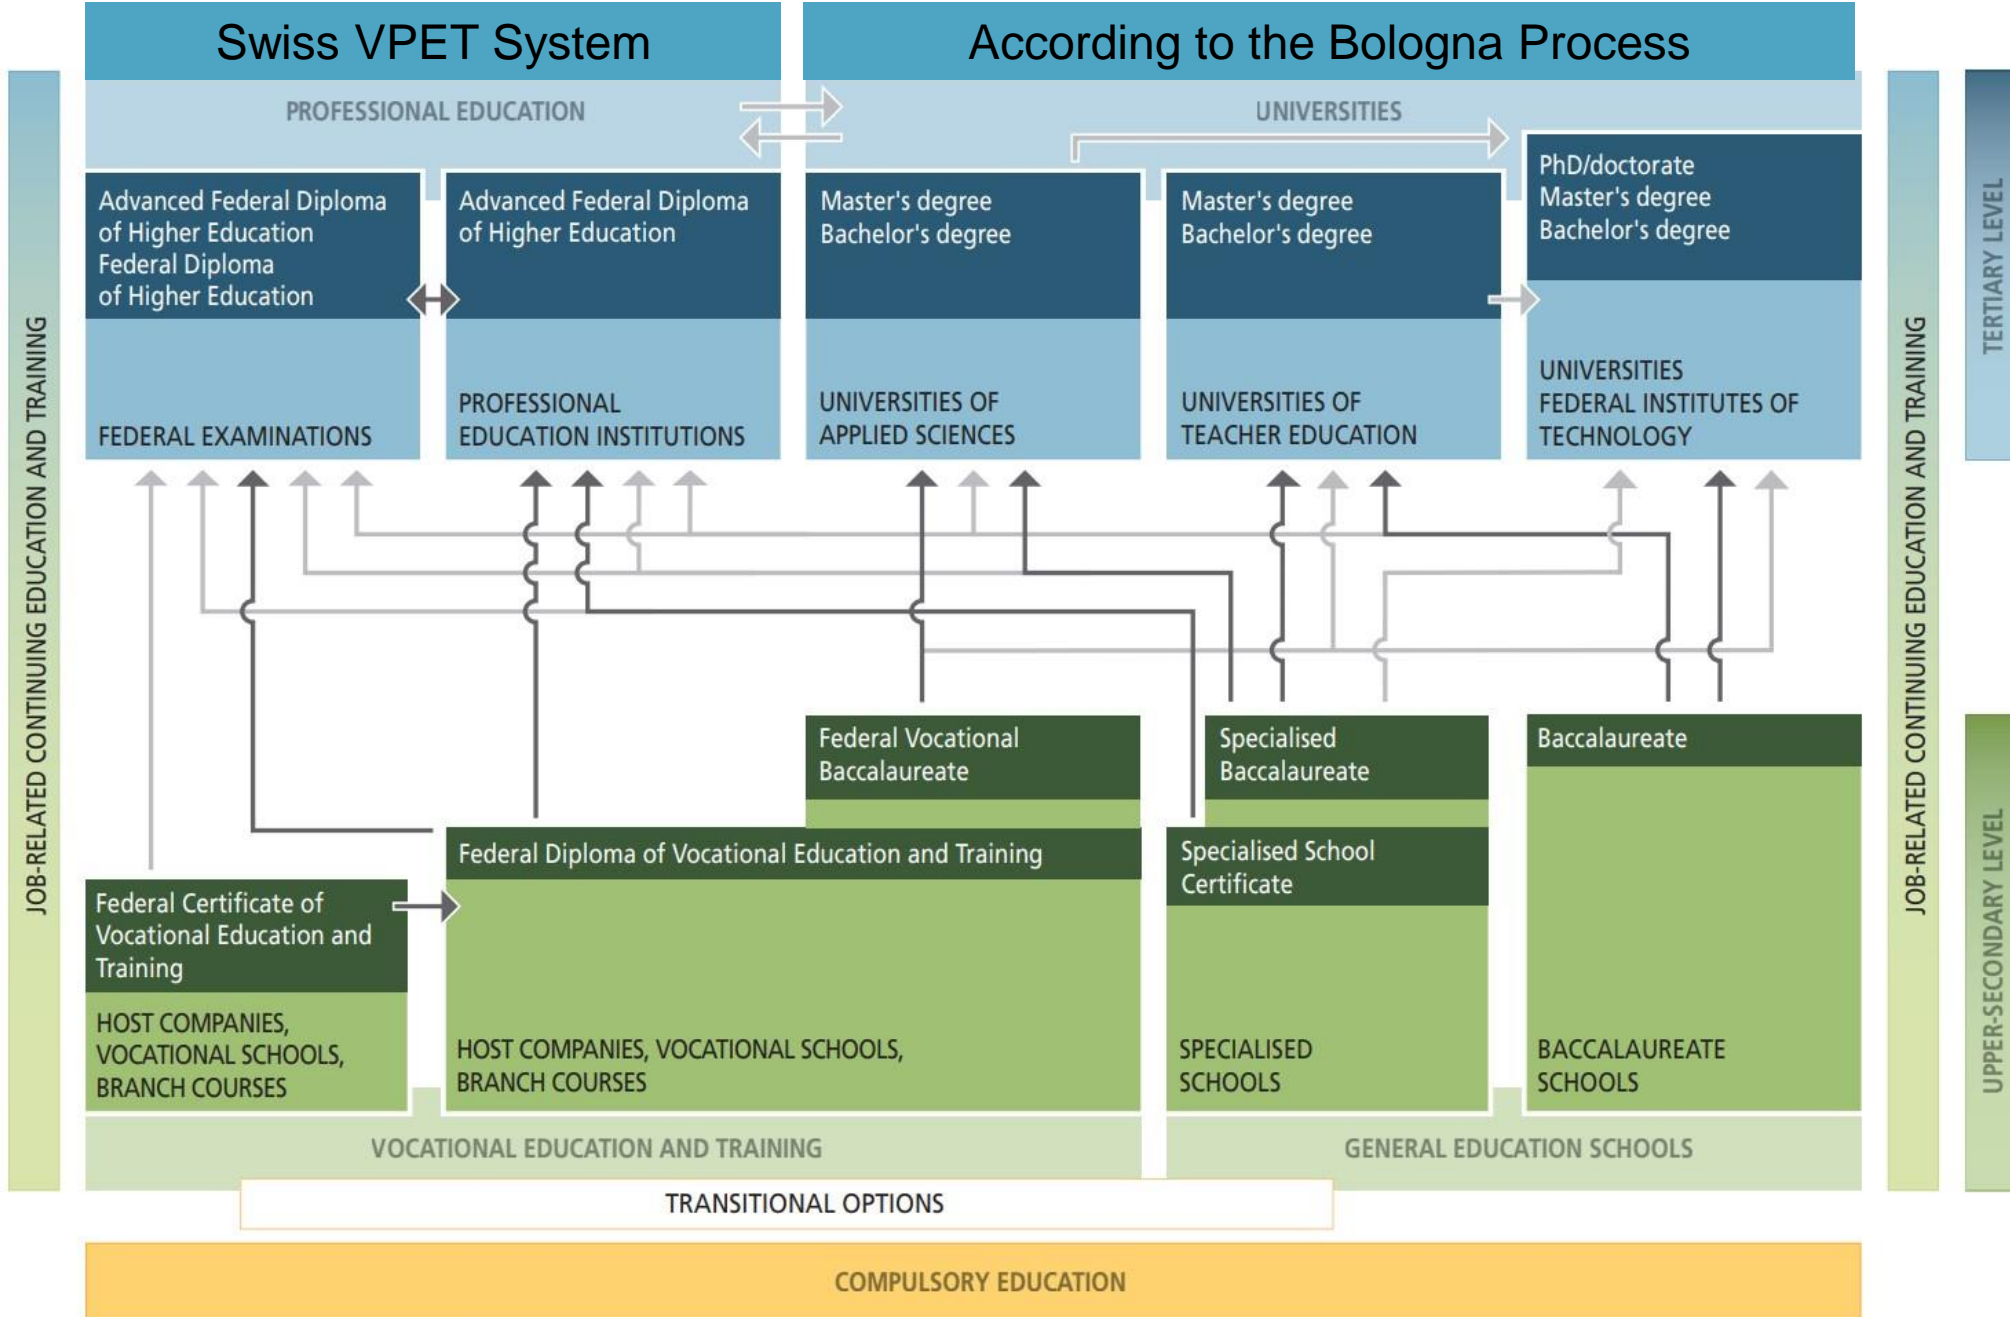 Swiss VPET System
According to the Bologna Process
PROFESSIONAL EDUCATION
UNIVERSITIES
Advanced Federal Diploma
of Higher Education
Federal Diploma
of Higher Education
FEDERAL EXAMINATIONS
Advanced Federal Diploma
of Higher Education
PROFESSIONAL
EDUCATION INSTITUTIONS
Master's degree
Bachelor's degree
UNIVERSITIES OF
APPLIED SCIENCES
Master's degree
Bachelor's degree
UNIVERSITIES OF
TEACHER EDUCATION
PhD/doctorate
Master's degree
Bachelor's degree
UNIVERSITIES
FEDERAL INSTITUTES OF
TECHNOLOGY
JOB-RELATED CONTINUING EDUCATION AND TRAINING
JOB-RELATED CONTINUING EDUCATION AND TRAINING
TERTIARY LEVEL
UPPER-SECONDARY LEVEL
Federal Vocational
Baccalaureate
Specialised
Baccalaureate
Baccalaureate
Federal Diploma of Vocational Education and Training
Specialised School
Certificate
Federal Certificate of
Vocational Education and
Training
HOST COMPANIES,
VOCATIONAL SCHOOLS,
BRANCH COURSES
HOST COMPANIES, VOCATIONAL SCHOOLS,
BRANCH COURSES
SPECIALISED
SCHOOLS
BACCALAUREATE
SCHOOLS
VOCATIONAL EDUCATION AND TRAINING
GENERAL EDUCATION SCHOOLS
TRANSITIONAL OPTIONS
COMPULSORY EDUCATION